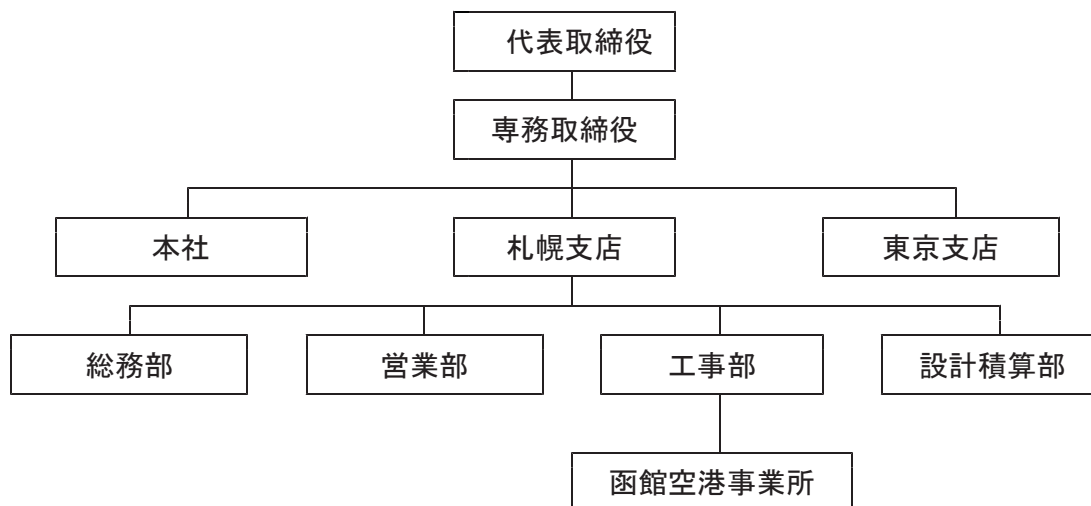 代表取締役
専務取締役
本社
札幌支店
東京支店
総務部
営業部
工事部
設計積算部
函館空港事業所